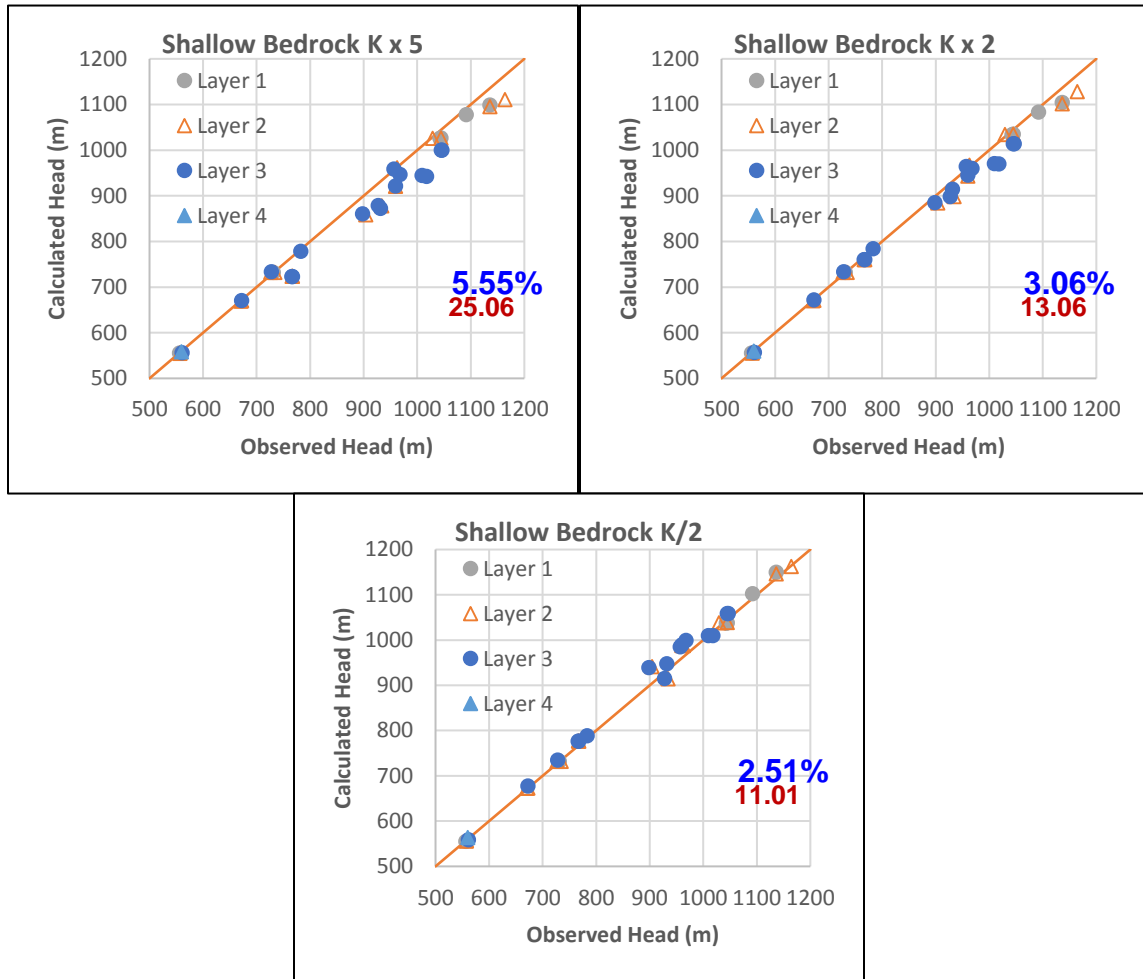 Shallow Bedrock K x 5
1200
1100
1000
900
800
700
600
500
Calculated Head (m)
Layer 1
Layer 2
Layer 3
Layer 4
5.55%
25.06
500 600 700 800 900 1000 1100 1200
Observed Head (m)
Shallow Bedrock K x 2
1200
1100
1000
900
800
700
600
500
Calculated Head (m)
Layer 1
Layer 2
Layer 3
Layer 4
3.06%
13.06
500 600 700 800 900 1000 1100 1200
Observed Head (m)
Shallow Bedrock K/2
1200
1100
1000
900
800
700
600
500
Calculated Head (m)
Layer 1
Layer 2
Layer 3
Layer 4
2.51%
11.01
500 600 700 800 900 1000 1100 1200
Observed Head (m)